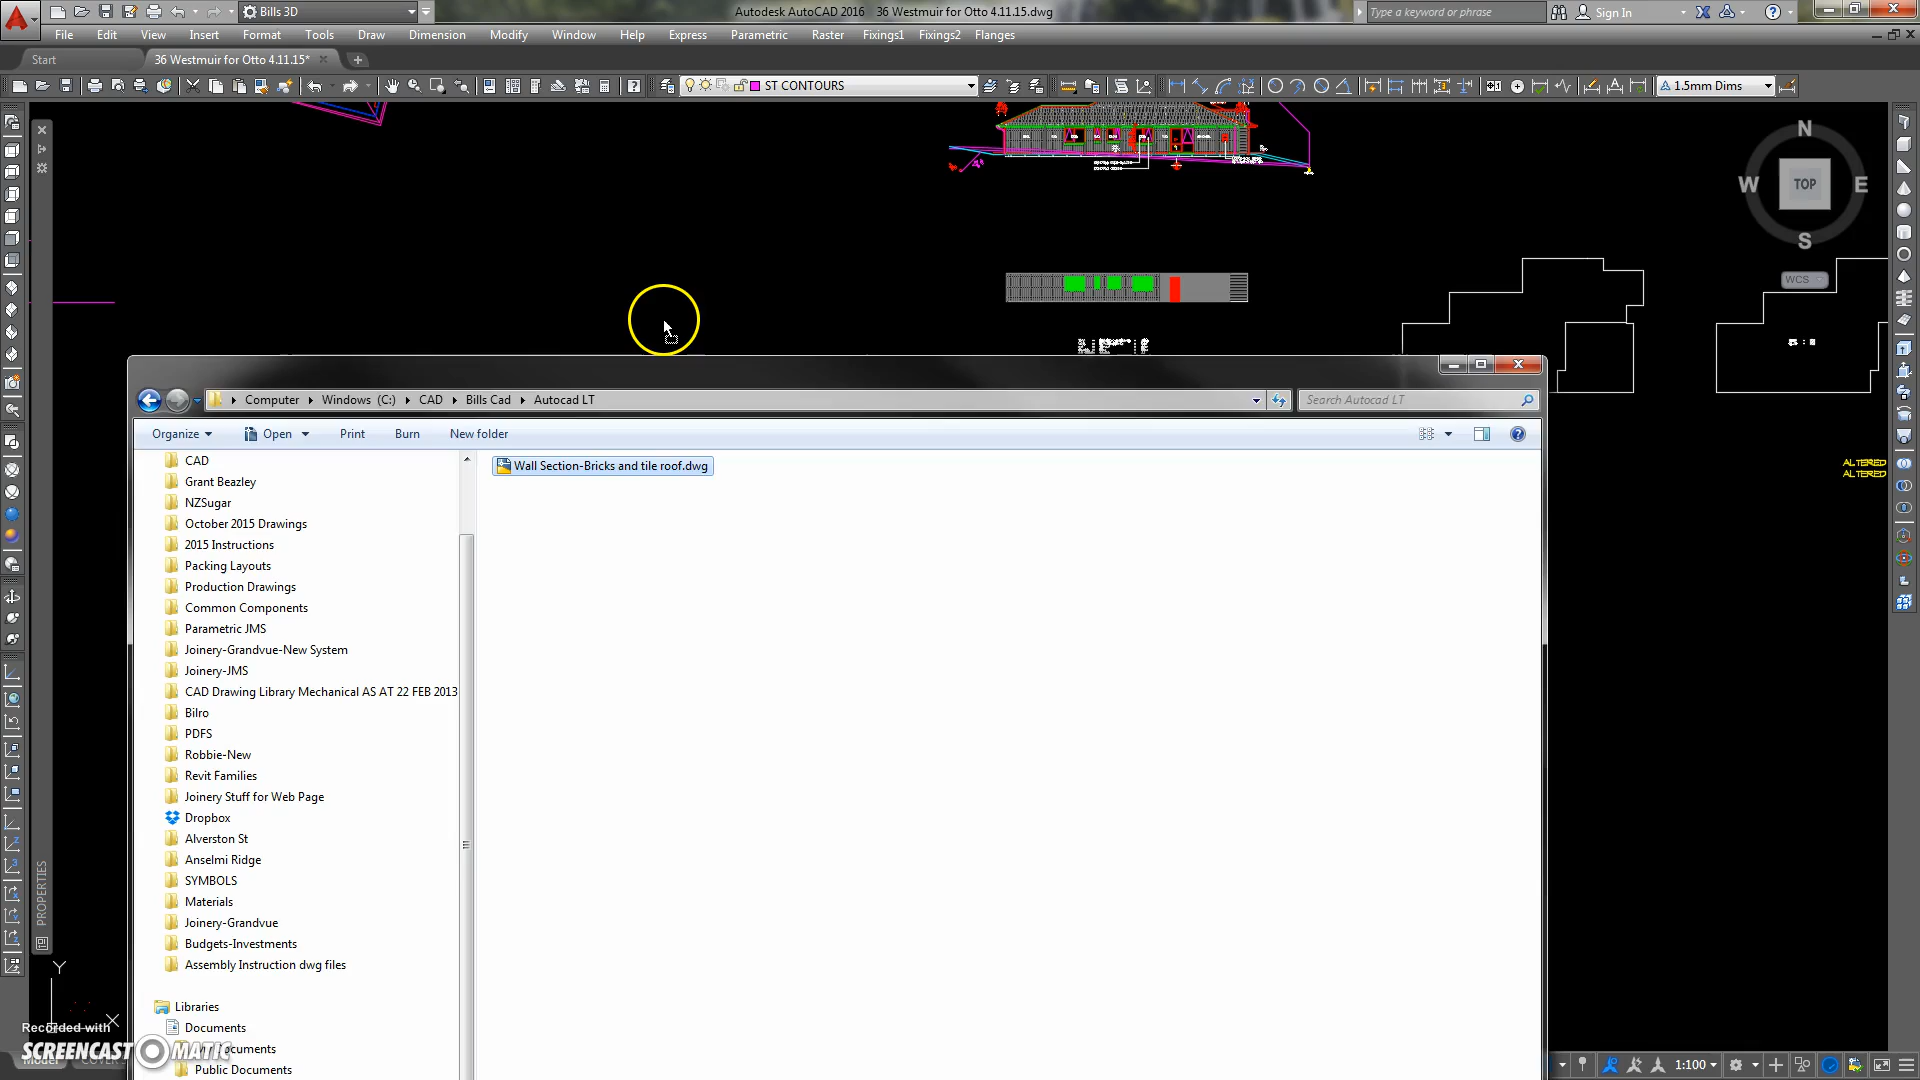 Bills 3D
Autodesk AutoCAD 2016 36 Westmuir for Otto 4.11.15.dwg
Type a keyword or phrase
Sign In
File Edit View Insert Format Tools Draw Dimension Modify Window Help Express Parametric Raster Fixings1 Fixings2 Flanges
Start
36 Westmuir for Otto 4.11.15*
ST CONTOURS
1.5mm Dims
N
W
TOP
E
S
WCS
ALTERED
ALTERED
Computer Windows (C:) CAD Bills Cad Autocad LT
Search Autocad LT
Organize Open Print Burn New folder
CAD
Wall Section-Bricks and tile roof.dwg
Grant Beazley
NZSugar
October 2015 Drawings
2015 Instructions
Packing Layouts
Production Drawings
Common Components
Parametric JMS
Joinery-Grandvue-New System
Joinery-JMS
CAD Drawing Library Mechanical AS AT 22 FEB 2013
Bilro
PDFS
Robbie-New
Revit Families
Joinery Stuff for Web Page
Dropbox
Alverston St
Anselmi Ridge
SYMBOLS
Materials
Joinery-Grandvue
Budgets-Investments
Assembly Instruction dwg files
Libraries
Documents
Public Documents
PROPERTIES
Y
X
Recorded with
SCREENCAST MATIC
Model
1:100